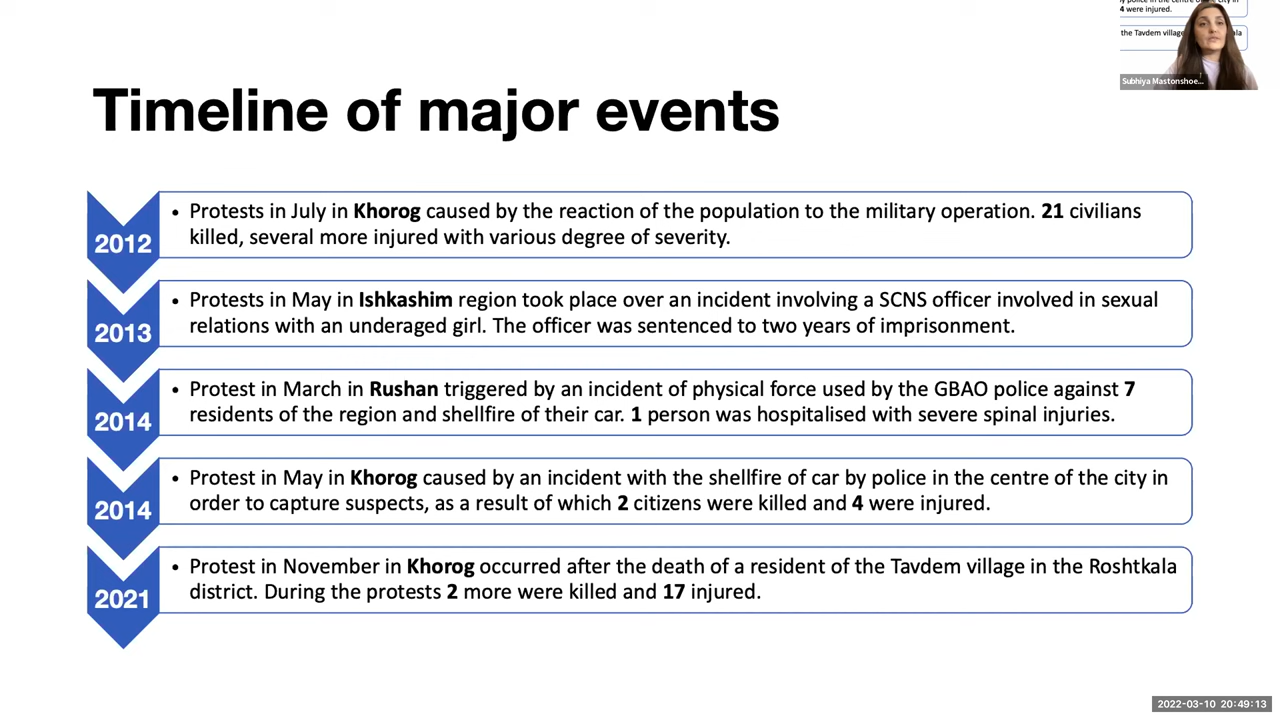 4 were injured.
the Tavdem village
Subhiya Mastonshoe...
Timeline of major events
2012
• Protests in July in Khorog caused by the reaction of the population to the military operation. 21 civilians
killed, several more injured with various degree of severity.
2013
• Protests in May in Ishkashim region took place over an incident involving a SCNS officer involved in sexual
relations with an underaged girl. The officer was sentenced to two years of imprisonment.
2014
• Protest in March in Rushan triggered by an incident of physical force used by the GBAO police against 7
residents of the region and shellfire of their car. 1 person was hospitalised with severe spinal injuries.
2014
• Protest in May in Khorog caused by an incident with the shellfire of car by police in the centre of the city in
order to capture suspects, as a result of which 2 citizens were killed and 4 were injured.
2021
• Protest in November in Khorog occurred after the death of a resident of the Tavdem village in the Roshtkala
district. During the protests 2 more were killed and 17 injured.
2022-03-10 20:49:13